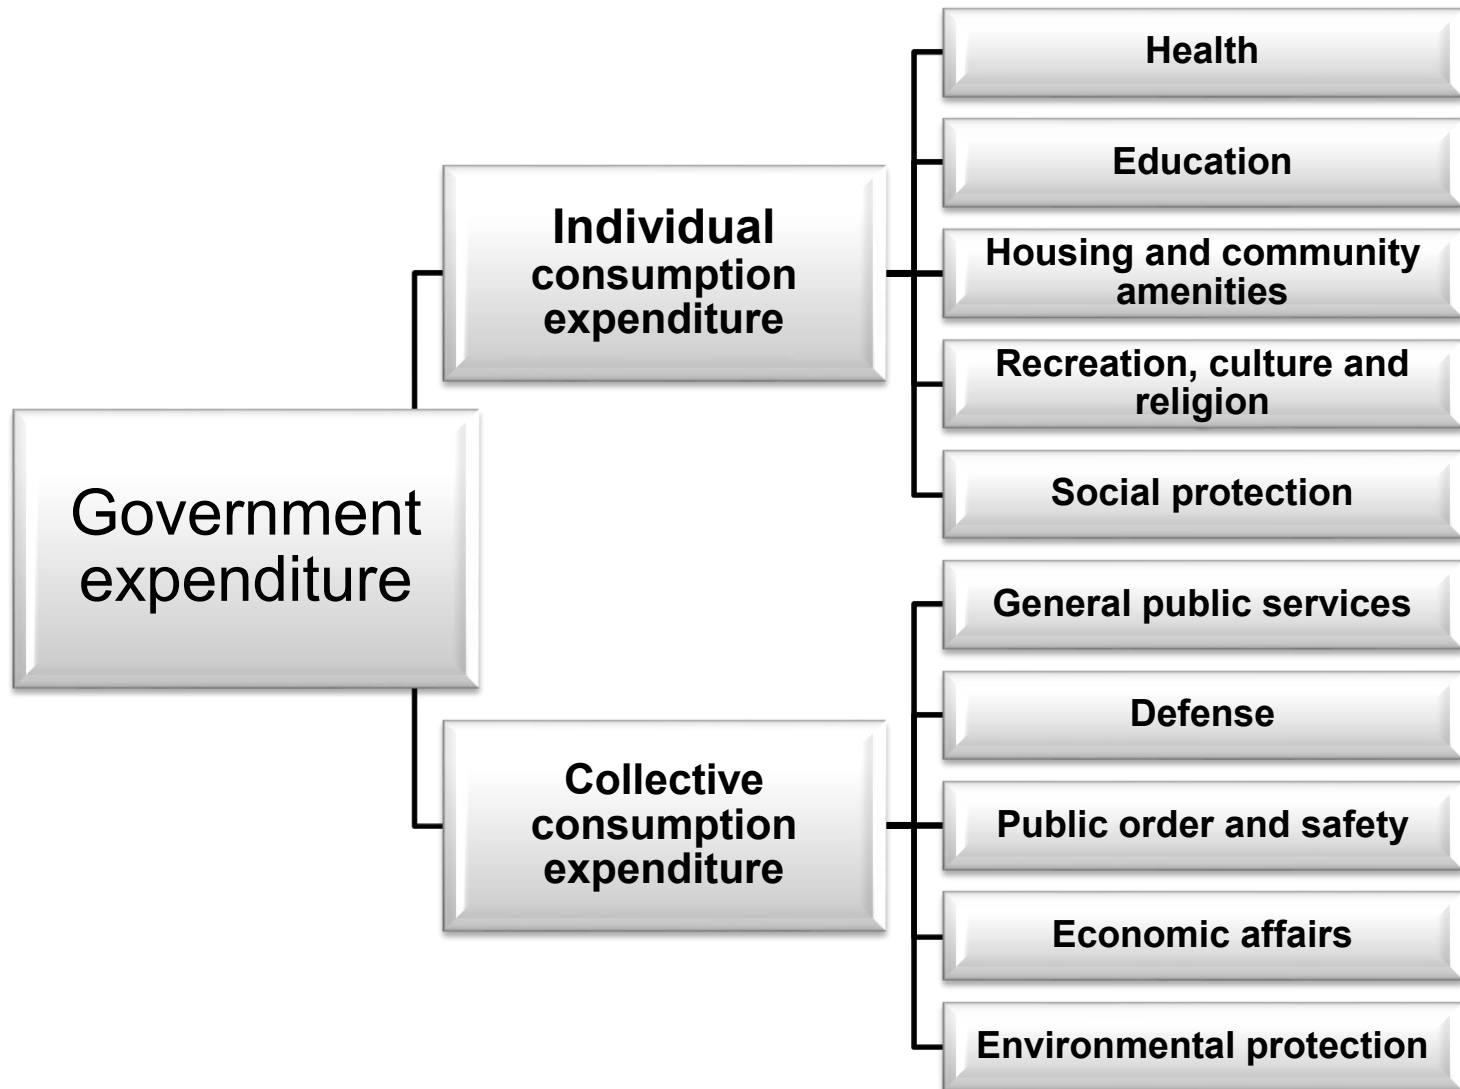 Government
expenditure
Individual
consumption
expenditure
Health
Education
Housing and community
amenities
Recreation, culture and
religion
Social protection
Collective
consumption
expenditure
General public services
Defense
Public order and safety
Economic affairs
Environmental protection